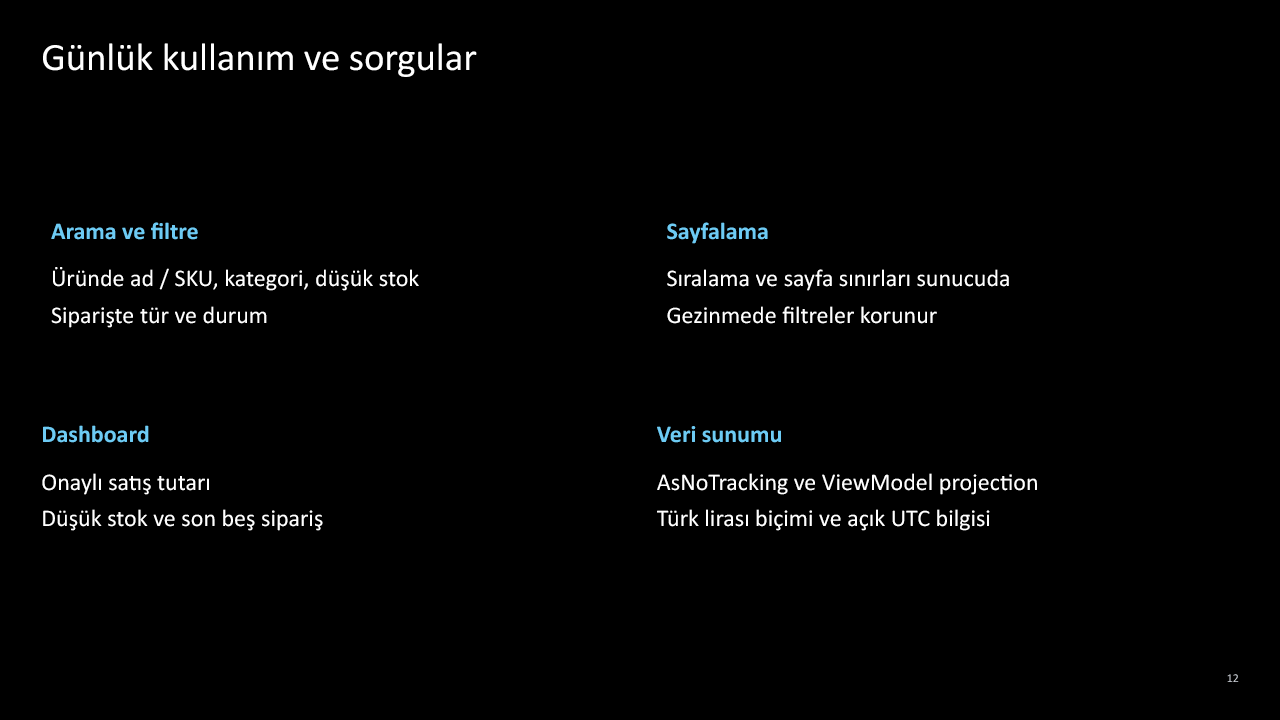 Günlük kullanım ve sorgular
Arama ve filtre
Üründe ad / SKU, kategori, düşük stok
Siparişte tür ve durum
Sayfalama
Sıralama ve sayfa sınırları sunucuda
Gezinmede filtreler korunur
Dashboard
Onaylı satış tutarı
Düşük stok ve son beş sipariş
Veri sunumu
AsNoTracking ve ViewModel projection
Türk lirası biçimi ve açık UTC bilgisi
12